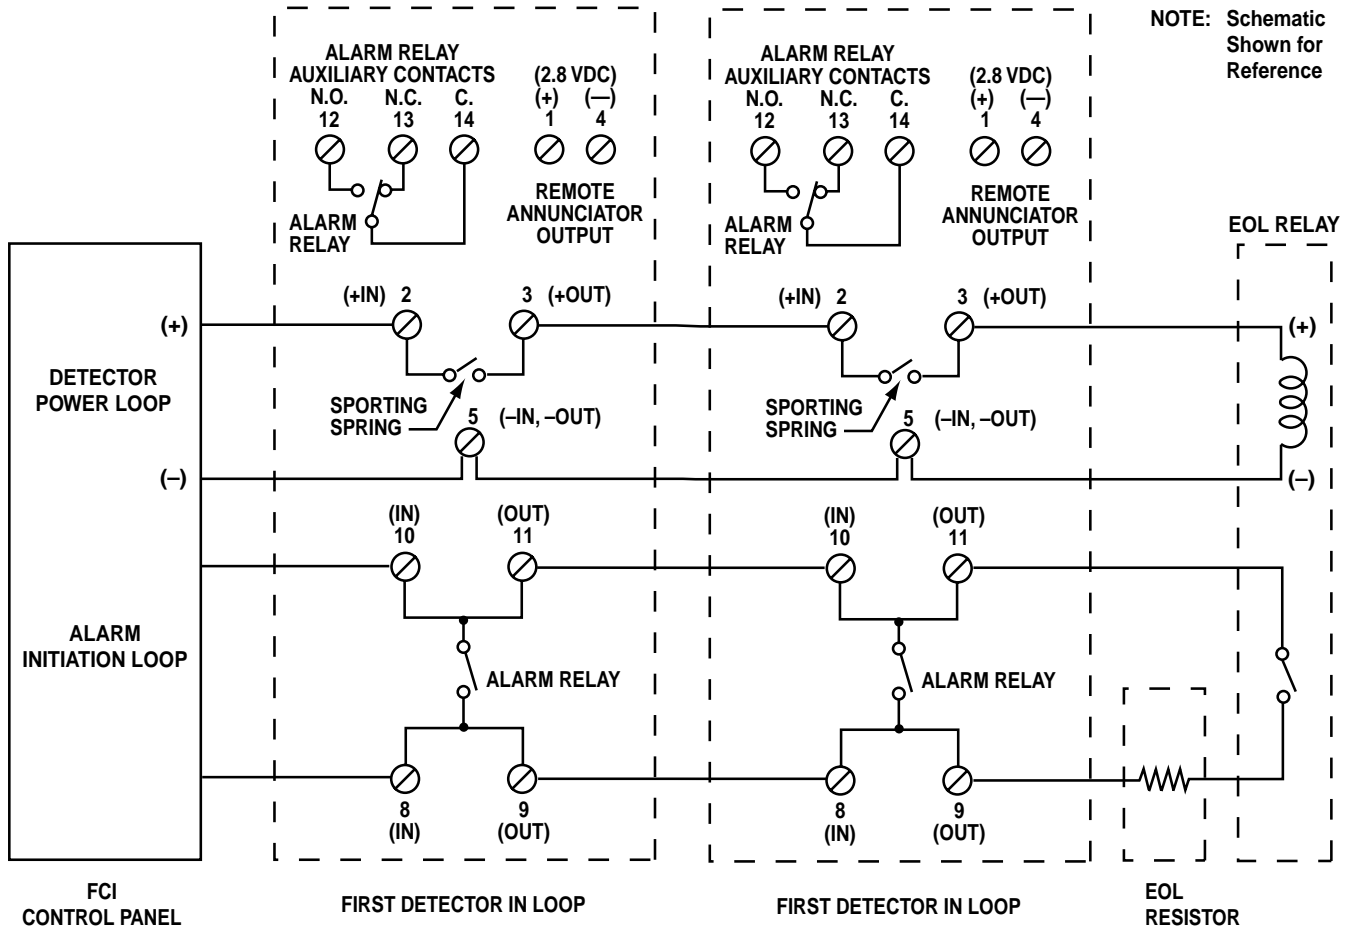 NOTE: Schematic
Shown for
Reference
ALARM RELAY
AUXILIARY CONTACTS
N.O. N.C. C.
12 13 14
(2.8 VDC)
(+) (—)
1 4
ALARM
RELAY
REMOTE
ANNUNCIATOR
OUTPUT
ALARM RELAY
AUXILIARY CONTACTS
N.O. N.C. C.
12 13 14
(2.8 VDC)
(+) (—)
1 4
ALARM
RELAY
REMOTE
ANNUNCIATOR
OUTPUT
EOL RELAY
(+)
DETECTOR
POWER LOOP
(–)
(+IN) 2 3 (+OUT)
SPORTING
SPRING
5 (–IN, –OUT)
(+IN) 2 3 (+OUT)
SPORTING
SPRING
5 (–IN, –OUT)
(+)
(–)
ALARM
INITIATION LOOP
(IN) (OUT)
10 11
ALARM RELAY
8 9
(IN) (OUT)
(IN) (OUT)
10 11
ALARM RELAY
8 9
(IN) (OUT)
FCI
CONTROL PANEL
FIRST DETECTOR IN LOOP
FIRST DETECTOR IN LOOP
EOL
RESISTOR